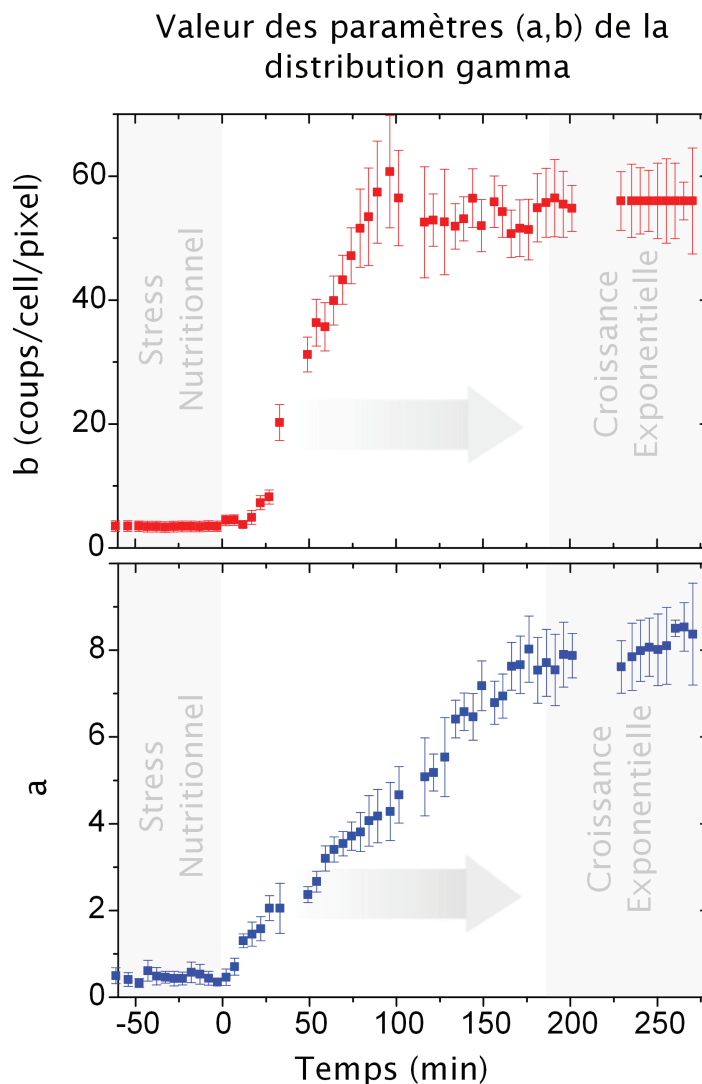 Valeur des paramètres (a,b) de la
distribution gamma
b (coups/cell/pixel)
60
40
20
0
Stress
Nutritionnel
Croissance
Exponentielle
a
8
6
4
2
0
Stress
Nutritionnel
Croissance
Exponentielle
-50 0 50 100 150 200 250
Temps (min)